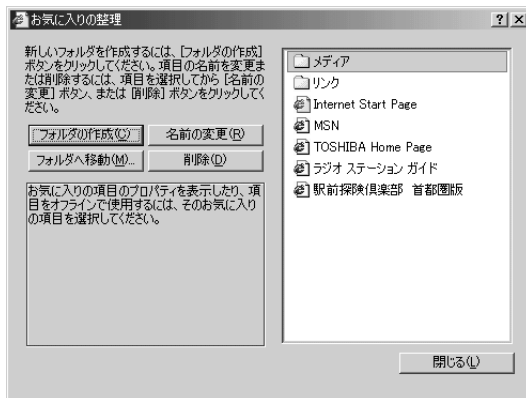 お気に入りの整理
新しいフォルダを作成するには、[フォルダの作成]
ボタンをクリックしてください。項目の名前を変更ま
たは削除するには、項目を選択してから [名前の
変更] ボタン、または [削除] ボタンをクリックしてく
ださい。
フォルダの作成(C)
名前の変更(R)
フォルダへ移動(M)...
削除(D)
お気に入りの項目のプロパティを表示したり、項
目をオフラインで使用するには、そのお気に入り
の項目を選択してください。
メディア
リンク
Internet Start Page
MSN
TOSHIBA Home Page
ラジオ ステーション ガイド
駅前探険倶楽部 首都圏版
閉じる(L)